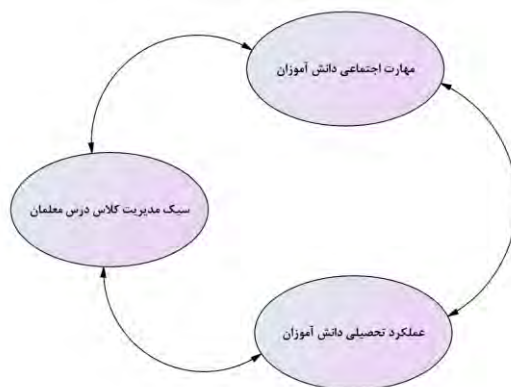 مهارت اجتماعی دانش آموزان
سبک مدیریت کلاس درس معلمان
عملکرد تحصیلی دانش آموزان